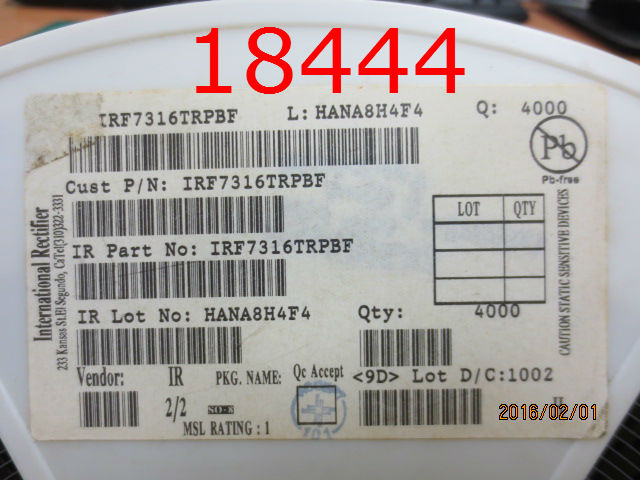 18444
IRF7316TRPBF L: HANA8H4F4 Q: 4000
Pb
Pb-free
Cust P/N: IRF7316TRPBF
LOT QTY
IR Part No: IRF7316TRPBF
IR Lot No: HANA8H4F4 Qty: 4000
Vendor: IR PKG. NAME: Qc Accept <9D> Lot D/C:1002
2/2 SO-8
MSL RATING : 1
International Rectifier
233 Kansas St.El Segundo, Ca Tel(310)322-3331
CAUTION STATIC SENSITIVE DEVICES
2016/02/01